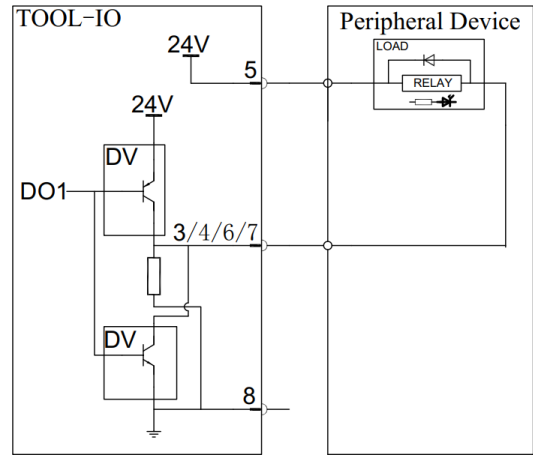 TOOL-IO
Peripheral Device
24V
5
LOAD
RELAY
24V
DV
DO1
3/4/6/7
DV
8